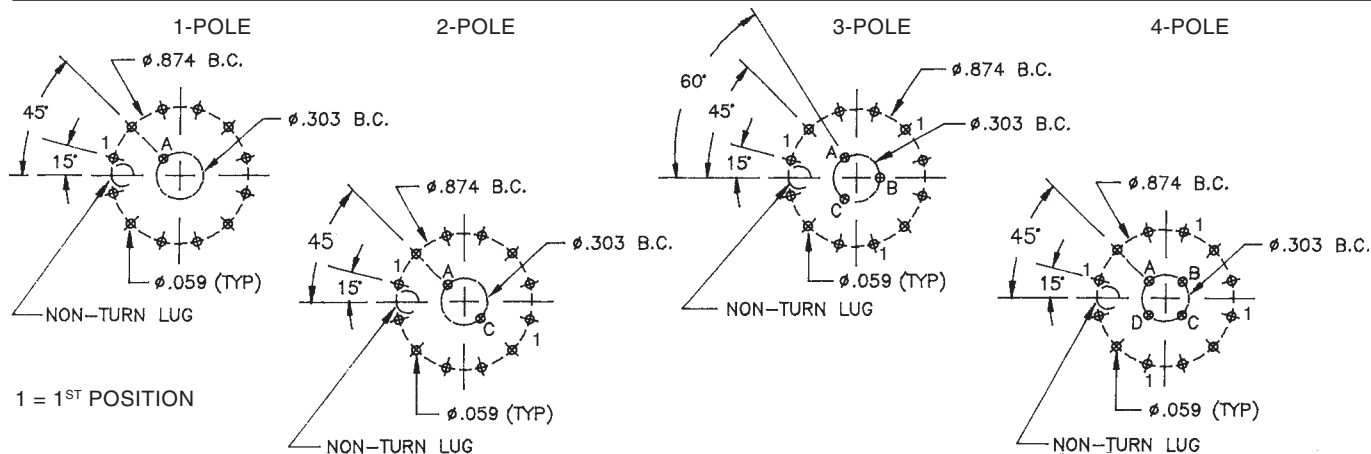 1-POLE
Ø.874 B.C.
45°
Ø.303 B.C.
A
1
15°
Ø.059 (TYP)
NON-TURN LUG
1 = 1ST POSITION
2-POLE
Ø.874 B.C.
45
Ø.303 B.C.
1
A
15°
C
1
Ø.059 (TYP)
NON-TURN LUG
3-POLE
Ø.874 B.C.
60°
45°
1
Ø.303 B.C.
1
A
15°
B
C
1
Ø.059 (TYP)
NON-TURN LUG
4-POLE
Ø.874 B.C.
1
45°
Ø.303 B.C.
1
A
B
15°
D
C
1
1
Ø.059 (TYP)
NON-TURN LUG